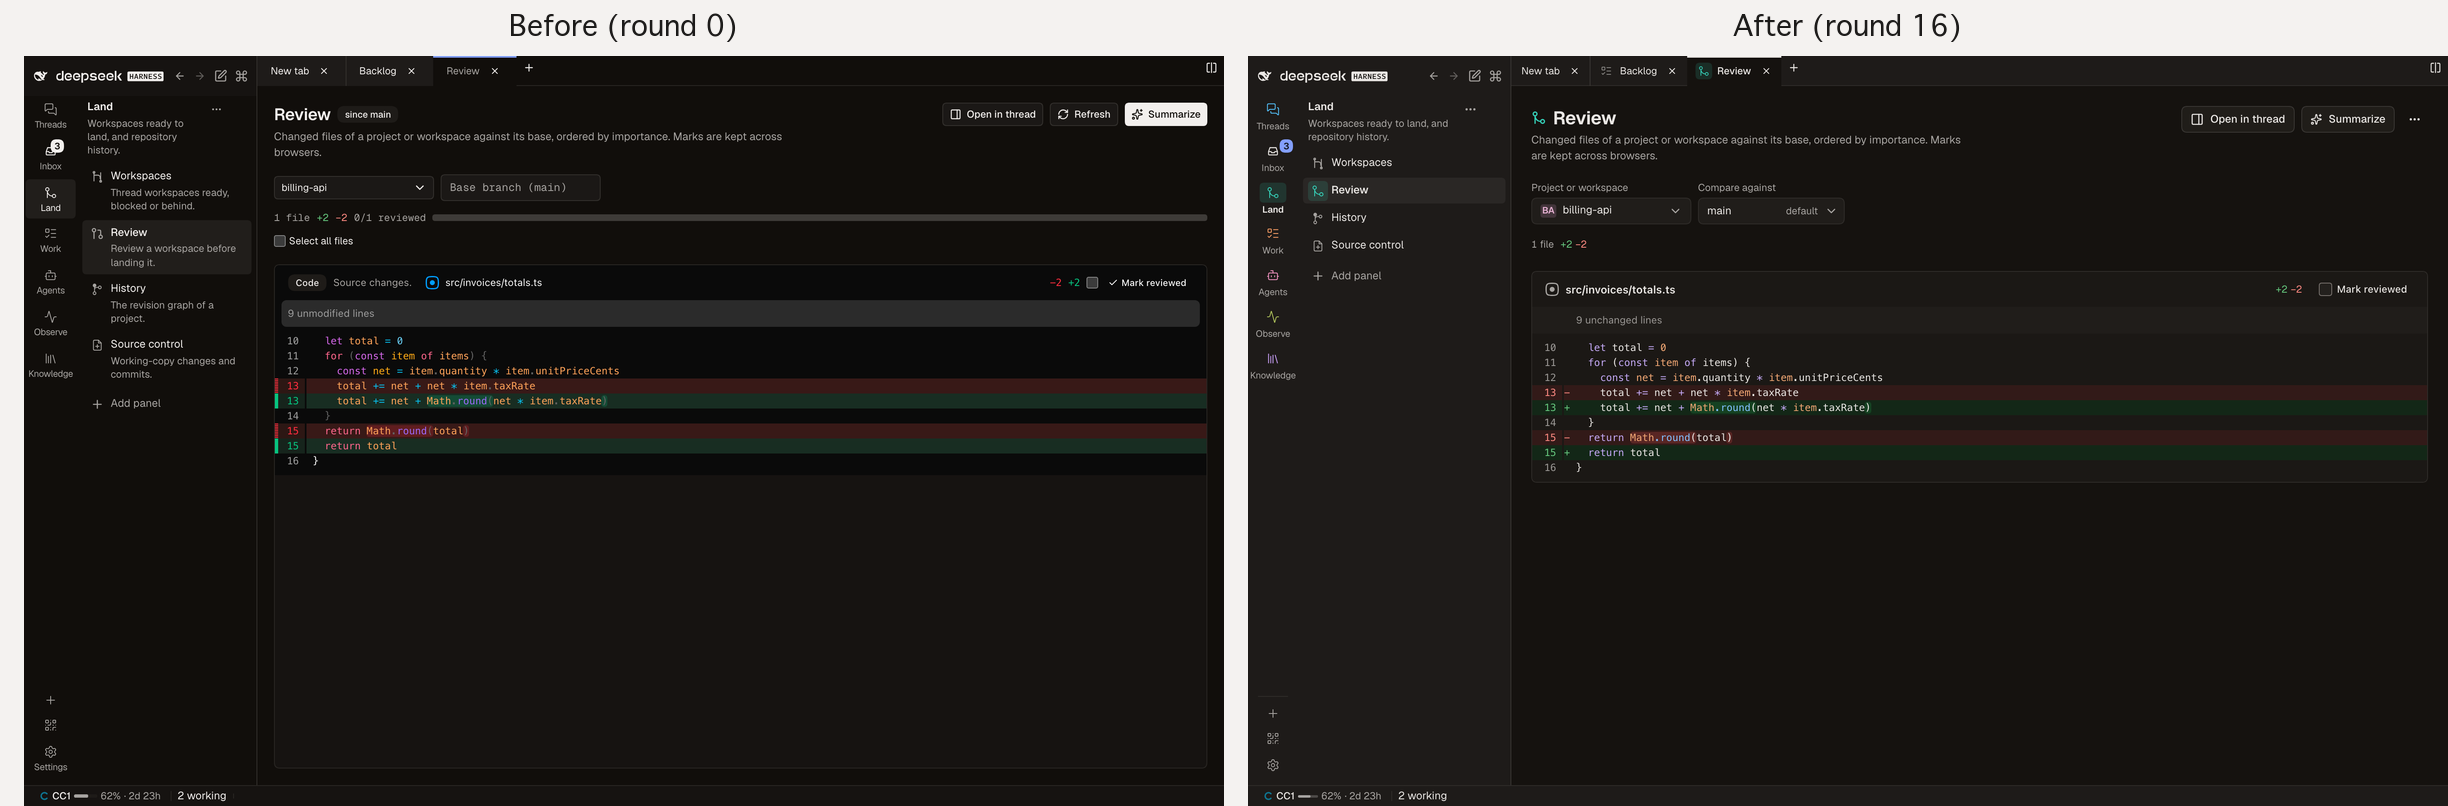 Before (round 0)
deepseek HARNESS
New tab
Backlog
Review
Threads
3
Inbox
Land
Work
Agents
Observe
Knowledge
Settings
Land
Workspaces ready to
land, and repository
history.
Workspaces
Thread workspaces ready,
blocked or behind.
Review
Review a workspace before
landing it.
History
The revision graph of a
project.
Source control
Working-copy changes and
commits.
Add panel
Review since main
Open in thread
Refresh
Summarize
Changed files of a project or workspace against its base, ordered by importance. Marks are kept across
browsers.
billing-api
Base branch (main)
1 file +2 −2 0/1 reviewed
Select all files
Code Source changes. src/invoices/totals.ts −2 +2 Mark reviewed
9 unmodified lines
10 let total = 0
11 for (const item of items) {
12 const net = item.quantity * item.unitPriceCents
13 total += net + net * item.taxRate
13 total += net + Math.round(net * item.taxRate)
14 }
15 return Math.round(total)
15 return total
16 }
CC1 62% · 2d 23h 2 working
After (round 16)
deepseek HARNESS
New tab
Backlog
Review
Threads
3
Inbox
Land
Work
Agents
Observe
Knowledge
Land
Workspaces ready to land, and
repository history.
Workspaces
Review
History
Source control
Add panel
Review
Open in thread
Summarize
Changed files of a project or workspace against its base, ordered by importance. Marks
are kept across browsers.
Project or workspace
BA billing-api
Compare against
main default
1 file +2 −2
src/invoices/totals.ts +2 −2 Mark reviewed
9 unchanged lines
10 let total = 0
11 for (const item of items) {
12 const net = item.quantity * item.unitPriceCents
13 − total += net + net * item.taxRate
13 + total += net + Math.round(net * item.taxRate)
14 }
15 − return Math.round(total)
15 + return total
16 }
CC1 62% · 2d 23h 2 working